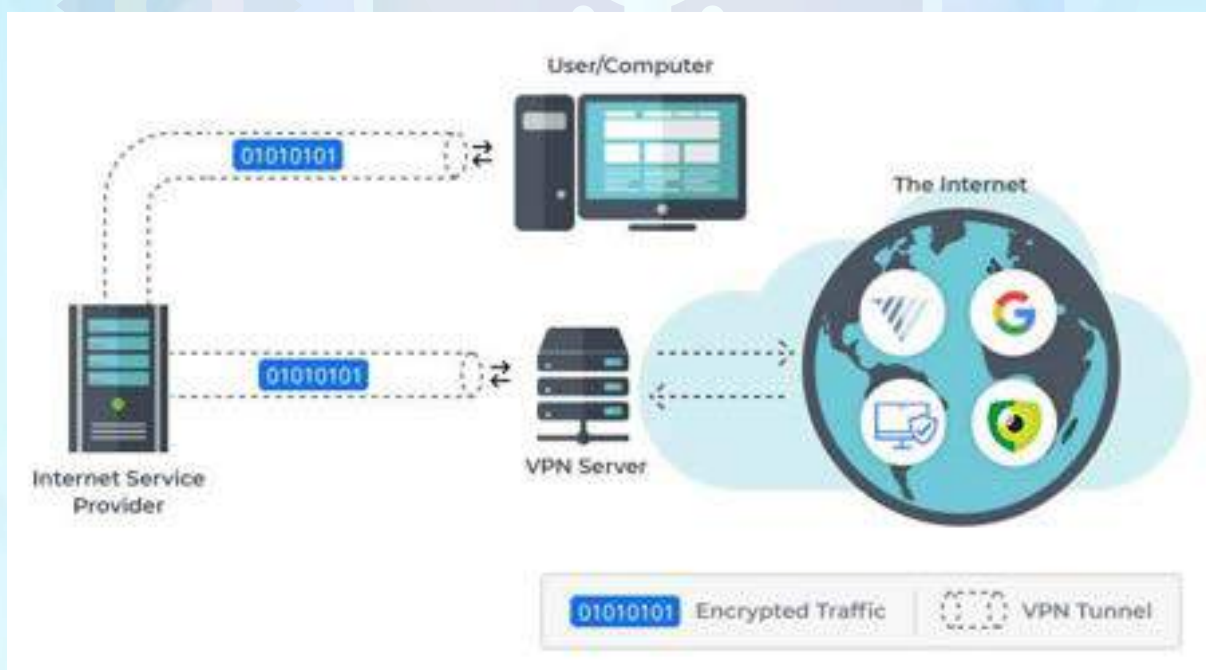 User/Computer
01010101
The Internet
G
01010101
Internet Service
Provider
VPN Server
01010101 Encrypted Traffic
VPN Tunnel